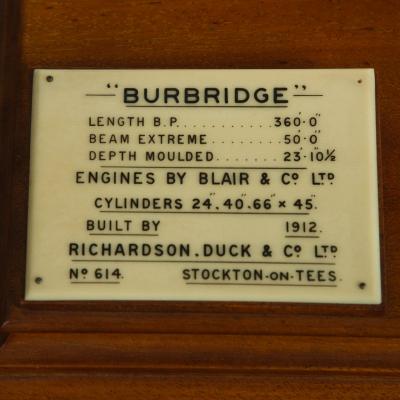 "BURBRIDGE"
LENGTH B.P. .......... 360'·0"
BEAM EXTREME ....... 50'·0"
DEPTH MOULDED ....... 23'·10½"
ENGINES BY BLAIR & Cº LTD
CYLINDERS 24", 40", 66" × 45".
BUILT BY 1912.
RICHARDSON, DUCK & Cº LTD
Nº 614. STOCKTON-ON-TEES.